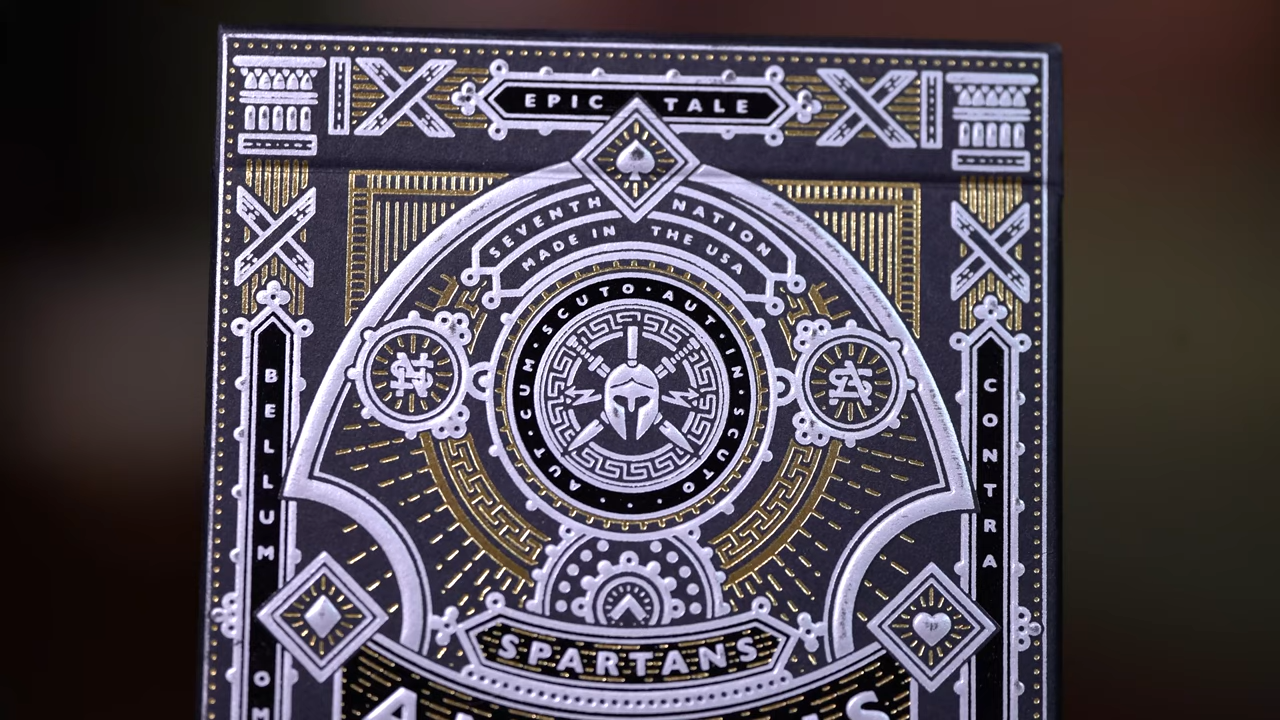 EPIC TALE
SEVENTH NATION
MADE IN THE USA
AUT · CUM · SCUTO · AUT · IN · SCUTO
BELLUM
CONTRA
SPARTANS